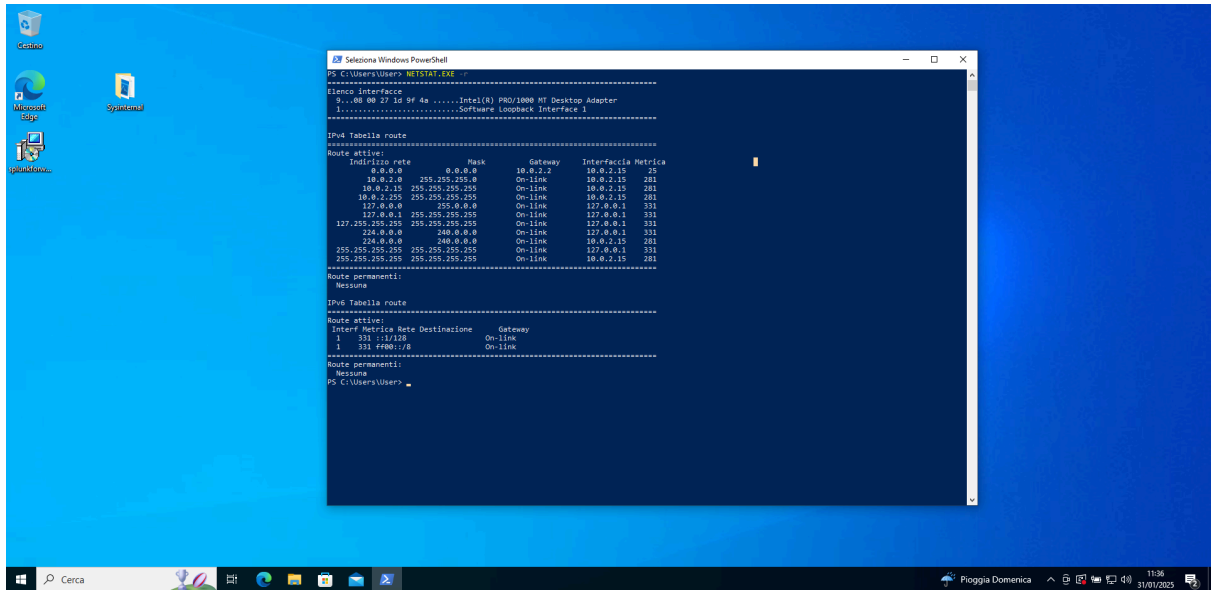 Cestino
Microsoft
Edge
Sysinternal
splunkforw...
Seleziona Windows PowerShell
PS C:\Users\User> NETSTAT.EXE -r
===========================================================================
Elenco interfacce
9...08 00 27 1d 9f 4a ......Intel(R) PRO/1000 MT Desktop Adapter
1...........................Software Loopback Interface 1
===========================================================================
IPv4 Tabella route
===========================================================================
Route attive:
Indirizzo rete Mask Gateway Interfaccia Metrica
0.0.0.0 0.0.0.0 10.0.2.2 10.0.2.15 25
10.0.2.0 255.255.255.0 On-link 10.0.2.15 281
10.0.2.15 255.255.255.255 On-link 10.0.2.15 281
10.0.2.255 255.255.255.255 On-link 10.0.2.15 281
127.0.0.0 255.0.0.0 On-link 127.0.0.1 331
127.0.0.1 255.255.255.255 On-link 127.0.0.1 331
127.255.255.255 255.255.255.255 On-link 127.0.0.1 331
224.0.0.0 240.0.0.0 On-link 127.0.0.1 331
224.0.0.0 240.0.0.0 On-link 10.0.2.15 281
255.255.255.255 255.255.255.255 On-link 127.0.0.1 331
255.255.255.255 255.255.255.255 On-link 10.0.2.15 281
===========================================================================
Route permanenti:
Nessuna
IPv6 Tabella route
===========================================================================
Route attive:
Interf Metrica Rete Destinazione Gateway
1 331 ::1/128 On-link
1 331 ff00::/8 On-link
===========================================================================
Route permanenti:
Nessuna
PS C:\Users\User>
Cerca
Pioggia Domenica
11:36
31/01/2025